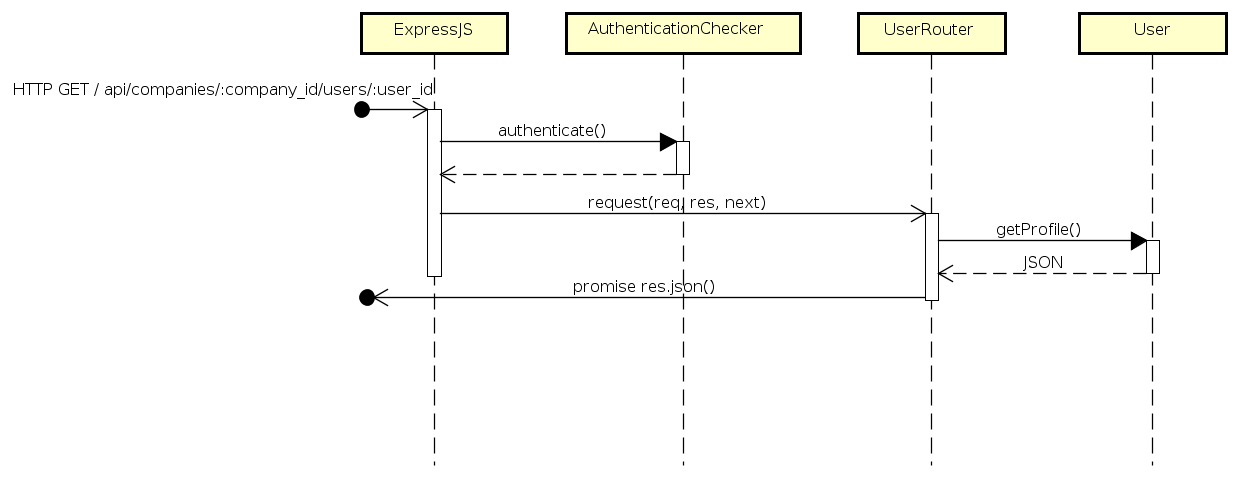 ExpressJS
AuthenticationChecker
UserRouter
User
HTTP GET / api/companies/:company_id/users/:user_id
authenticate()
request(req, res, next)
getProfile()
JSON
promise res.json()